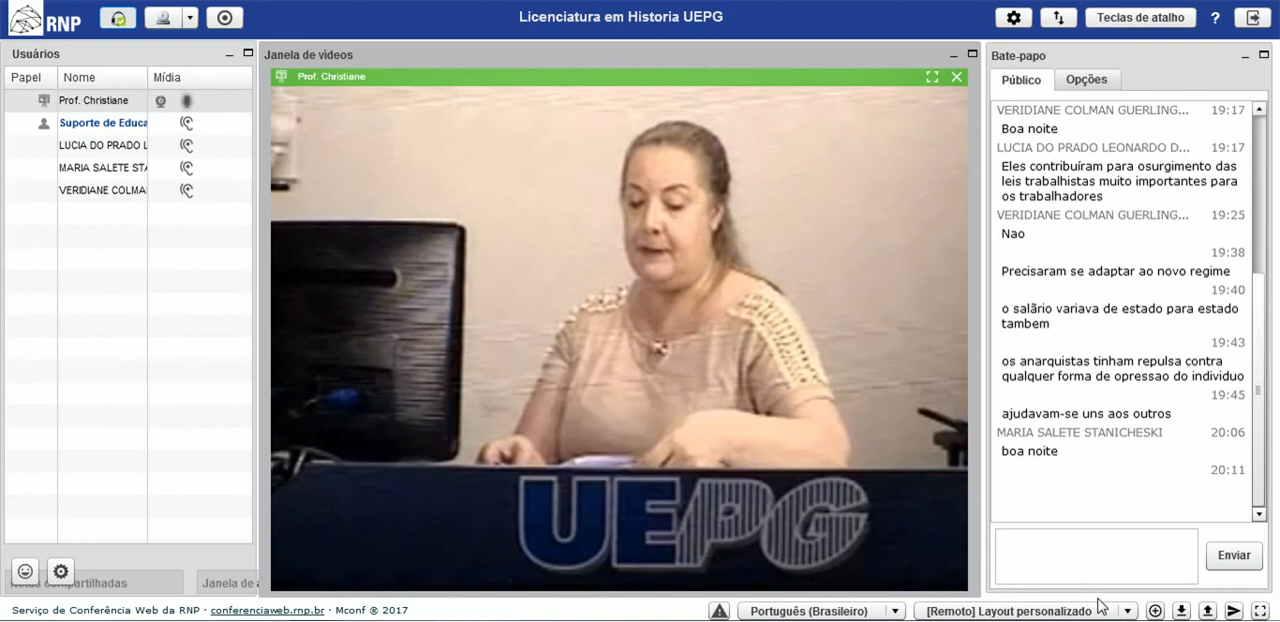 RNP
Licenciatura em Historia UEPG
Teclas de atalho
?
Usuários
Papel Nome Mídia
Prof. Christiane
Suporte de Educa
LUCIA DO PRADO L
MARIA SALETE STA
VERIDIANE COLMA
Janela de vídeos
Prof. Christiane
UEPG
Bate-papo
Público Opções
VERIDIANE COLMAN GUERLING... 19:17
Boa noite
LUCIA DO PRADO LEONARDO D... 19:17
Eles contribuíram para osurgimento das
leis trabalhistas muito importantes para
os trabalhadores
VERIDIANE COLMAN GUERLING... 19:25
Nao
19:38
Precisaram se adaptar ao novo regime
19:40
o salãrio variava de estado para estado
tambem
19:43
os anarquistas tinham repulsa contra
qualquer forma de opressao do individuo
19:45
ajudavam-se uns aos outros
MARIA SALETE STANICHESKI 20:06
boa noite
20:11
Enviar
Notas compartilhadas
Janela de a
Serviço de Conferência Web da RNP · conferenciaweb.rnp.br · Mconf ® 2017
Português (Brasileiro)
[Remoto] Layout personalizado